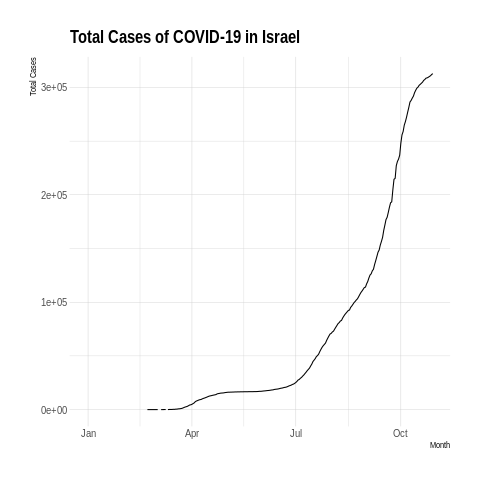 Total Cases of COVID-19 in Israel
Total Cases
3e+05
2e+05
1e+05
0e+00
Jan Apr Jul Oct
Month